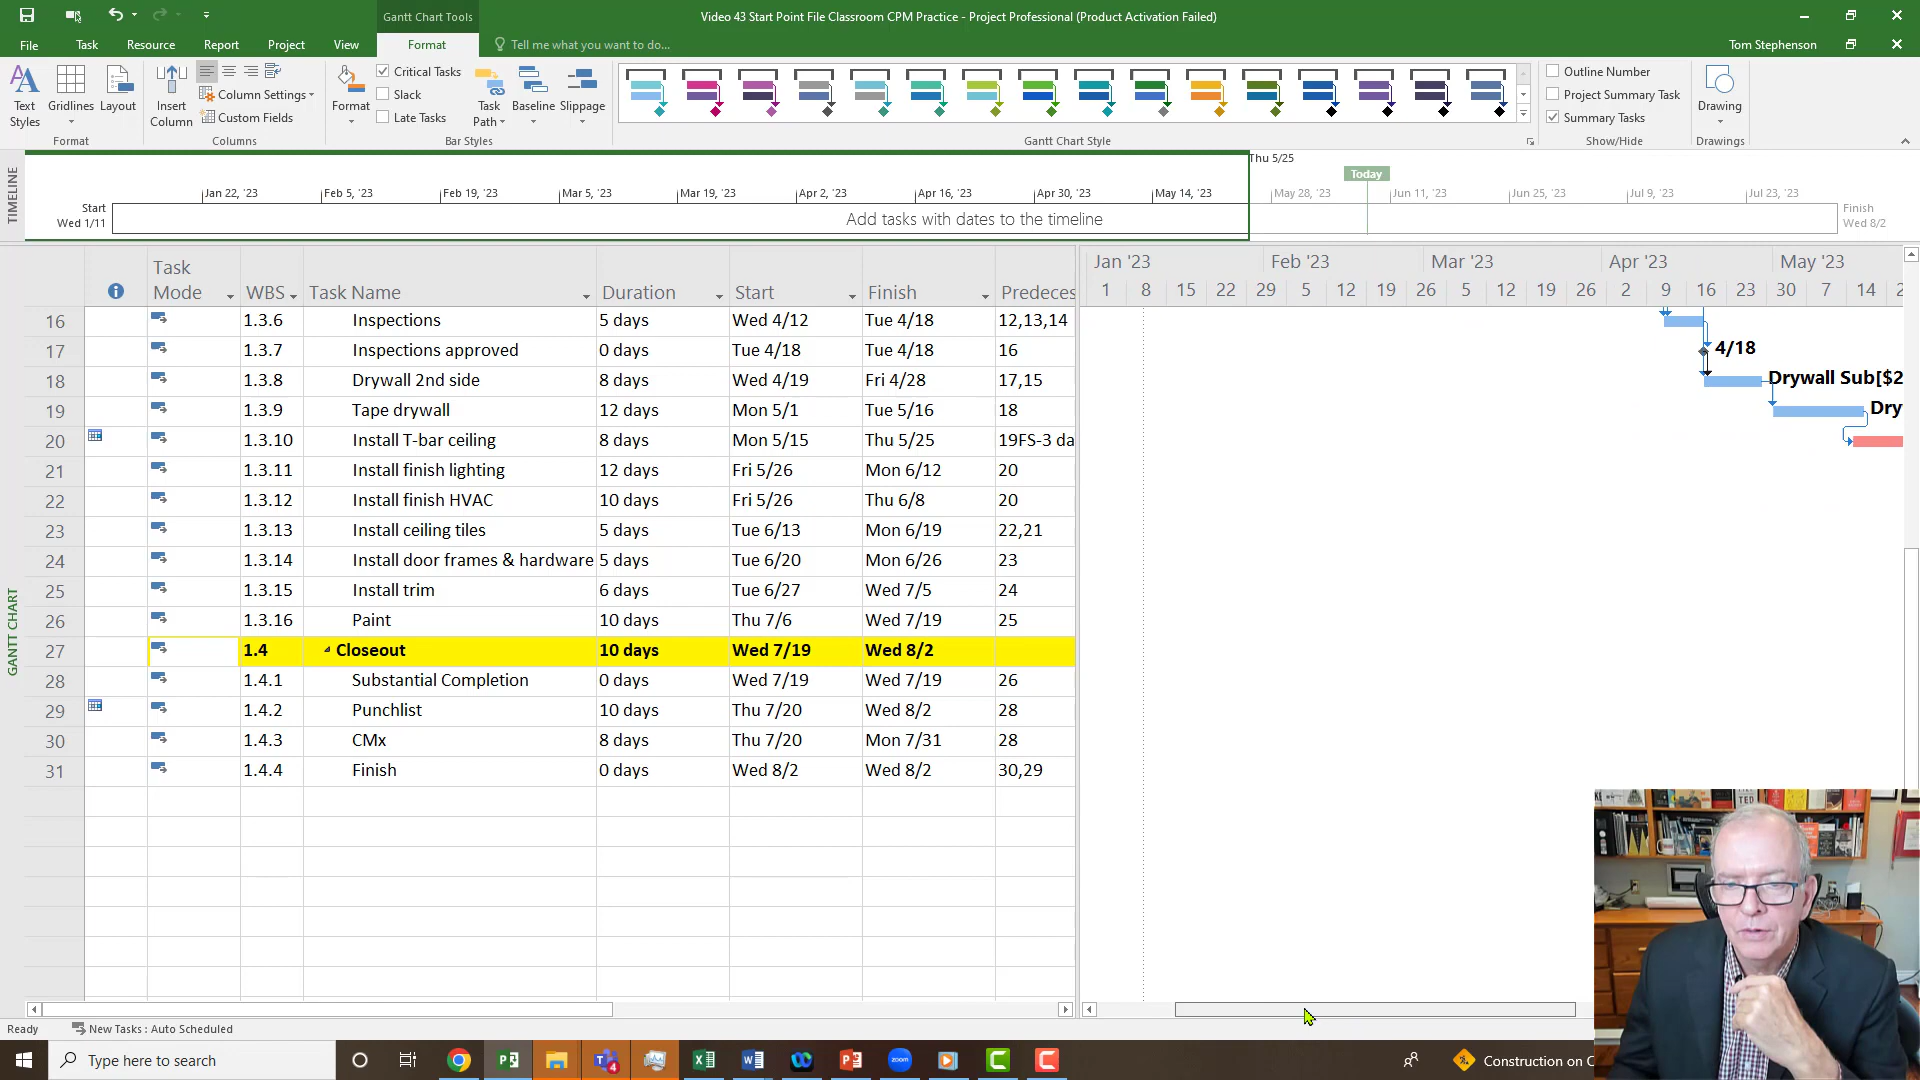 Gantt Chart Tools
Video 43 Start Point File Classroom CPM Practice - Project Professional (Product Activation Failed)
File Task Resource Report Project View Format Tell me what you want to do... Tom Stephenson
Text Styles
Gridlines
Layout
Format
Insert Column
Column Settings
Custom Fields
Columns
Format
Critical Tasks
Slack
Late Tasks
Task Path
Baseline
Slippage
Bar Styles
Gantt Chart Style
Outline Number
Project Summary Task
Summary Tasks
Show/Hide
Drawing
Drawings
TIMELINE
Thu 5/25
Today
Jan 22, '23 Feb 5, '23 Feb 19, '23 Mar 5, '23 Mar 19, '23 Apr 2, '23 Apr 16, '23 Apr 30, '23 May 14, '23 May 28, '23 Jun 11, '23 Jun 25, '23 Jul 9, '23 Jul 23, '23
Start
Wed 1/11
Add tasks with dates to the timeline
Finish
Wed 8/2
GANTT CHART
Task Mode WBS Task Name Duration Start Finish Predeces
Jan '23 Feb '23 Mar '23 Apr '23 May '23
1 8 15 22 29 5 12 19 26 5 12 19 26 2 9 16 23 30 7 14 2
16 1.3.6 Inspections 5 days Wed 4/12 Tue 4/18 12,13,14
17 1.3.7 Inspections approved 0 days Tue 4/18 Tue 4/18 16 4/18
18 1.3.8 Drywall 2nd side 8 days Wed 4/19 Fri 4/28 17,15 Drywall Sub[$2
19 1.3.9 Tape drywall 12 days Mon 5/1 Tue 5/16 18 Dry
20 1.3.10 Install T-bar ceiling 8 days Mon 5/15 Thu 5/25 19FS-3 da
21 1.3.11 Install finish lighting 12 days Fri 5/26 Mon 6/12 20
22 1.3.12 Install finish HVAC 10 days Fri 5/26 Thu 6/8 20
23 1.3.13 Install ceiling tiles 5 days Tue 6/13 Mon 6/19 22,21
24 1.3.14 Install door frames & hardware 5 days Tue 6/20 Mon 6/26 23
25 1.3.15 Install trim 6 days Tue 6/27 Wed 7/5 24
26 1.3.16 Paint 10 days Thu 7/6 Wed 7/19 25
27 1.4 Closeout 10 days Wed 7/19 Wed 8/2
28 1.4.1 Substantial Completion 0 days Wed 7/19 Wed 7/19 26
29 1.4.2 Punchlist 10 days Thu 7/20 Wed 8/2 28
30 1.4.3 CMx 8 days Thu 7/20 Mon 7/31 28
31 1.4.4 Finish 0 days Wed 8/2 Wed 8/2 30,29
TED
Ready New Tasks : Auto Scheduled
Type here to search
4
zoom
Construction on C